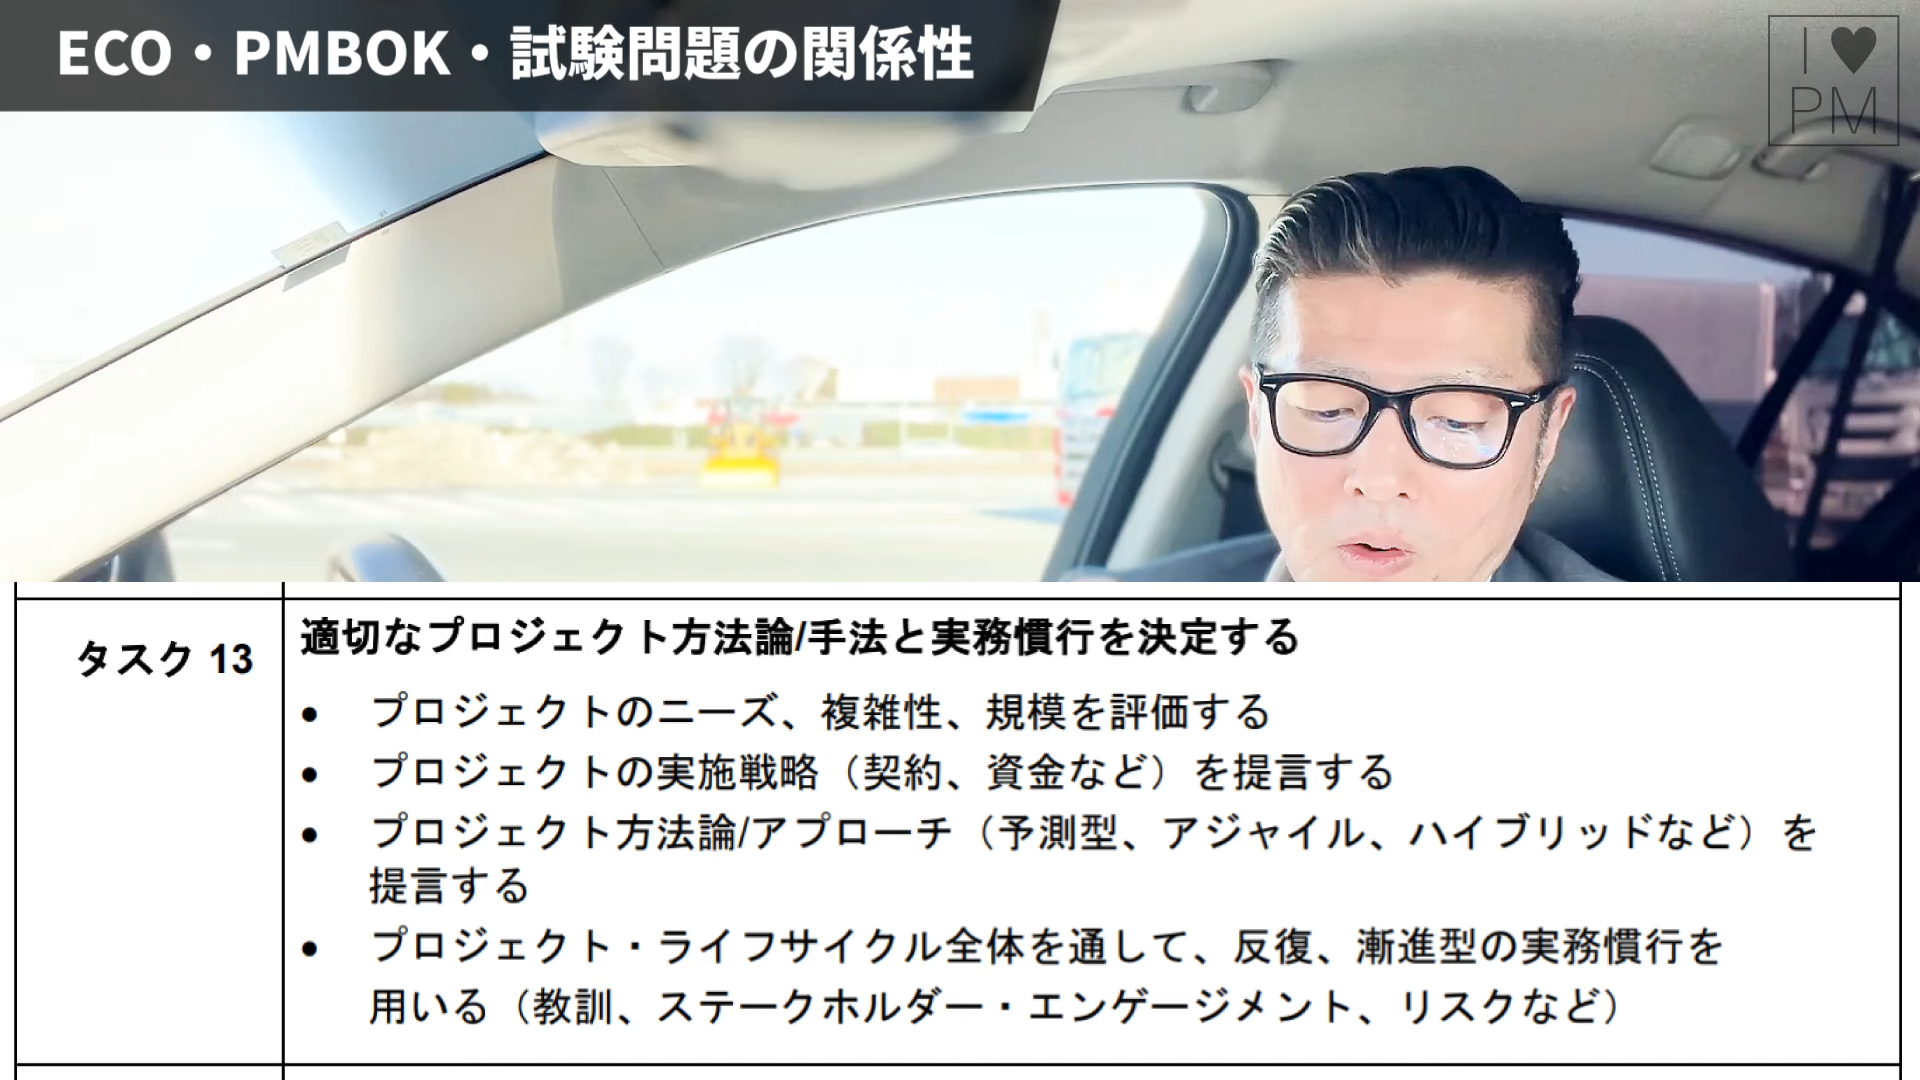 ECO・PMBOK・試験問題の関係性
I♥
PM
タスク 13
適切なプロジェクト方法論/手法と実務慣行を決定する
● プロジェクトのニーズ、複雑性、規模を評価する
● プロジェクトの実施戦略（契約、資金など）を提言する
● プロジェクト方法論/アプローチ（予測型、アジャイル、ハイブリッドなど）を
提言する
● プロジェクト・ライフサイクル全体を通して、反復、漸進型の実務慣行を
用いる（教訓、ステークホルダー・エンゲージメント、リスクなど）